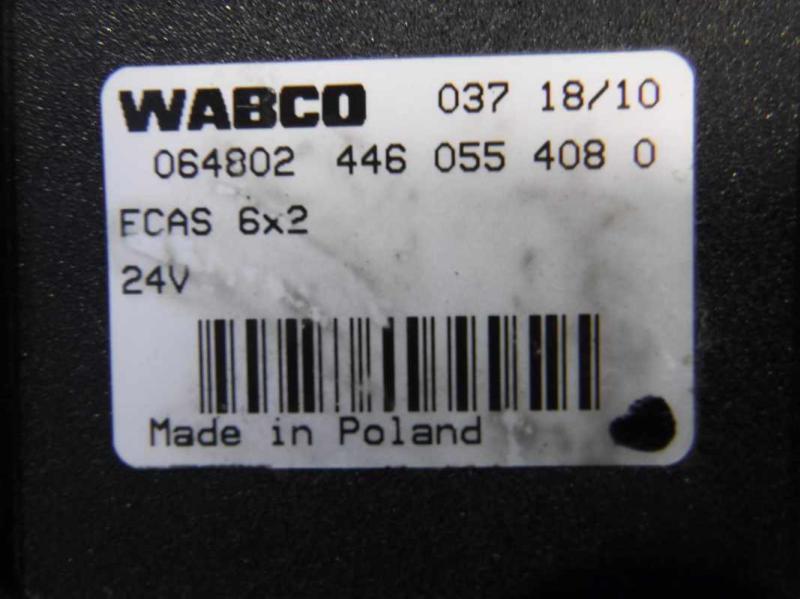 WABCO 037 18/10
064802 446 055 408 0
ECAS 6x2
24V
Made in Poland